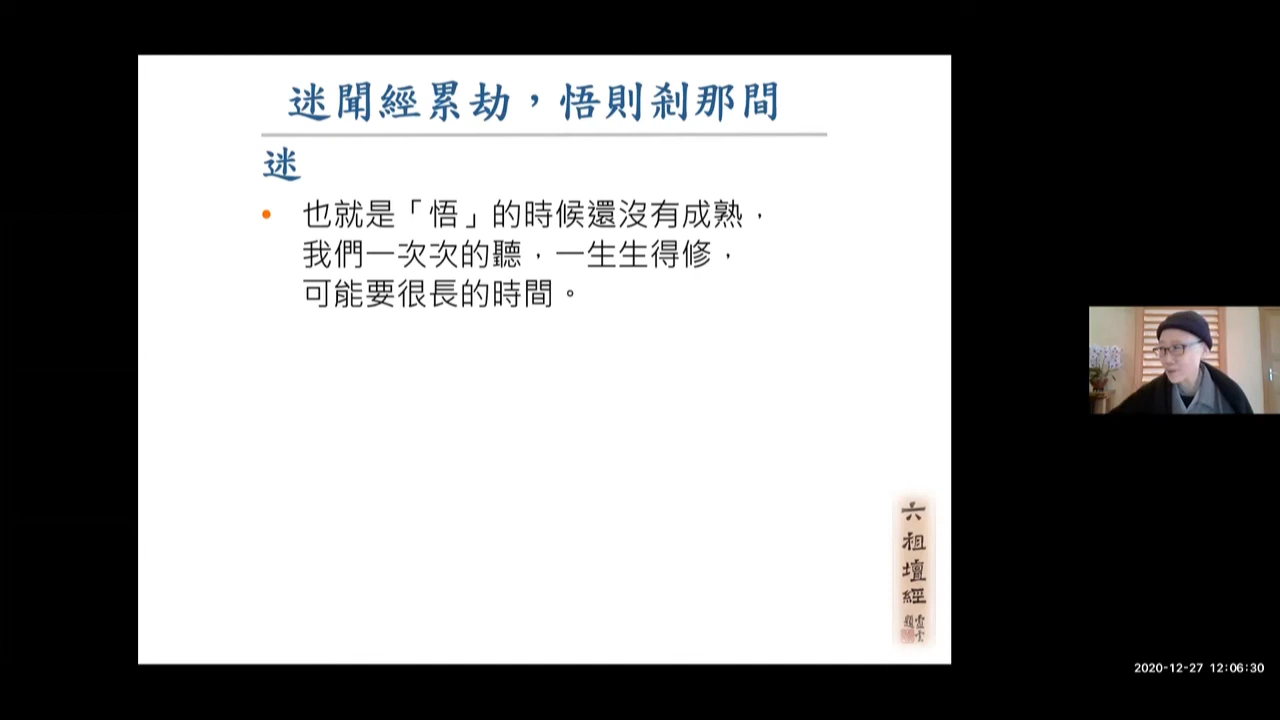 迷聞經累劫，悟則剎那間
迷
也就是「悟」的時候還沒有成熟，
我們一次次的聽，一生生得修，
可能要很長的時間。
六祖壇經
2020-12-27 12:06:30